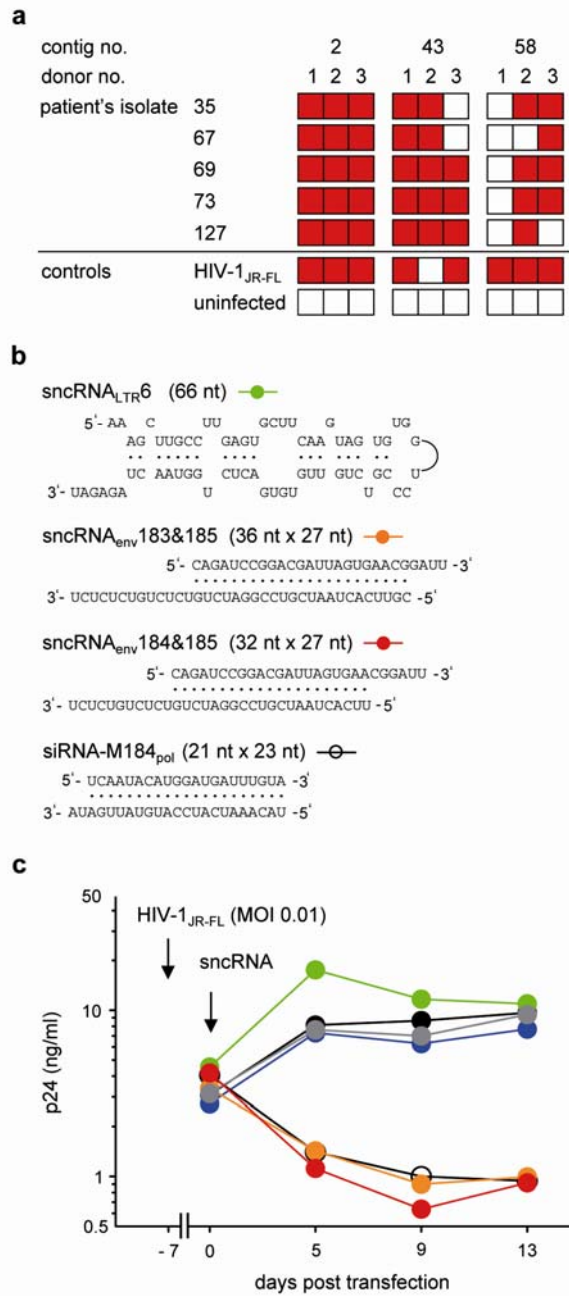 a
contig no. 2 43 58
donor no. 1 2 3 1 2 3 1 2 3
patient's isolate 35
67
69
73
127
controls HIV-1JR-FL
uninfected
b
sncRNALTR6 (66 nt)
5'- AA C UU GCUU G UG
AG UUGCC GAGU CAA UAG UG G
UC AAUGG CUCA GUU GUC GC U
3'- UAGAGA U GUGU U CC
sncRNAenv183&185 (36 nt x 27 nt)
5'- CAGAUCCGGACGAUUAGUGAACGGAUU -3'
3'- UCUCUCUGUCUCUGUCUAGGCCUGCUAAUCACUUGC -5'
sncRNAenv184&185 (32 nt x 27 nt)
5'- CAGAUCCGGACGAUUAGUGAACGGAUU -3'
3'- UCUCUGUCUCUGUCUAGGCCUGCUAAUCACUU -5'
siRNA-M184pol (21 nt x 23 nt)
5'- UCAAUACAUGGAUGAUUUGUA -3'
3'- AUAGUUAUGUACCUACUAAACAU -5'
c
50
HIV-1JR-FL (MOI 0.01)
sncRNA
10
p24 (ng/ml)
1
0.5
- 7 0 5 9 13
days post transfection